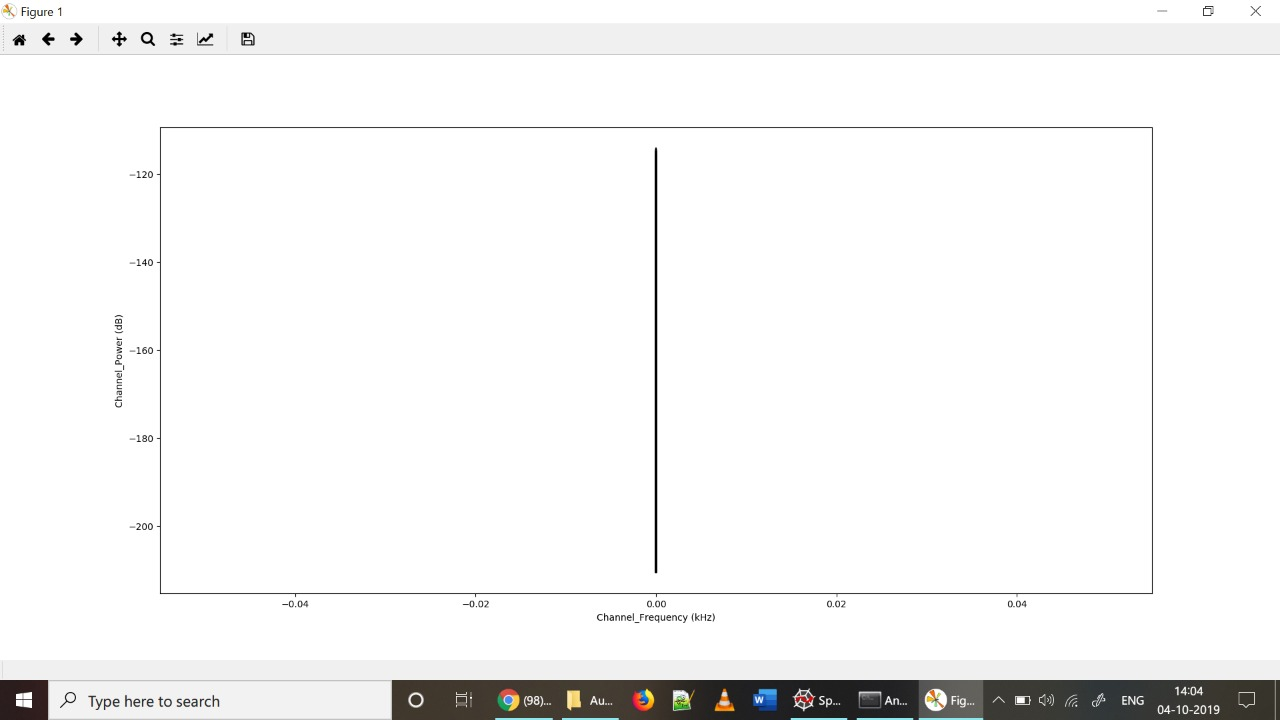 Figure 1
−120
−140
−160
−180
−200
Channel_Power (dB)
−0.04
−0.02
0.00
0.02
0.04
Channel_Frequency (kHz)
Type here to search
(98)...
Au...
Sp...
An...
Fig...
ENG
14:04
04-10-2019